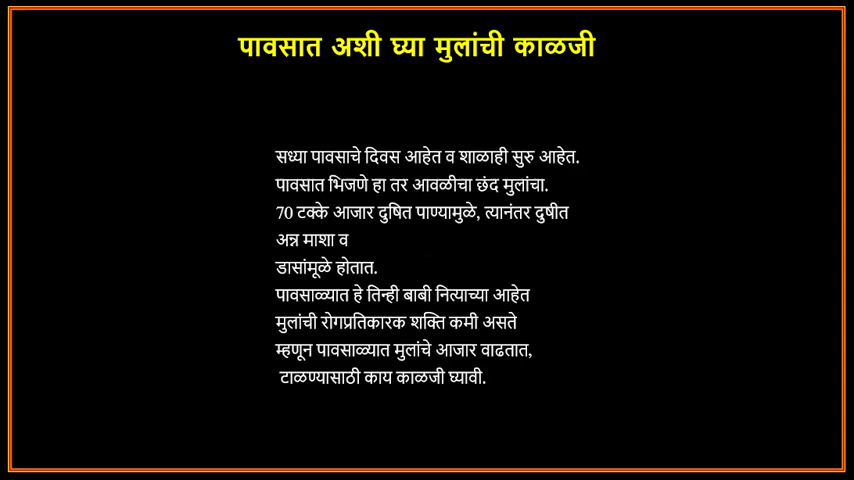 पावसात अशी घ्या मुलांची काळजी
सध्या पावसाचे दिवस आहेत व शाळाही सुरु आहेत.
पावसात भिजणे हा तर आवळीचा छंद मुलांचा.
70 टक्के आजार दुषित पाण्यामुळे, त्यानंतर दुषीत
अन्न माशा व
डासांमूळे होतात.
पावसाळ्यात हे तिन्ही बाबी नित्याच्या आहेत
मुलांची रोगप्रतिकारक शक्ति कमी असते
म्हणून पावसाळ्यात मुलांचे आजार वाढतात,
टाळण्यासाठी काय काळजी घ्यावी.